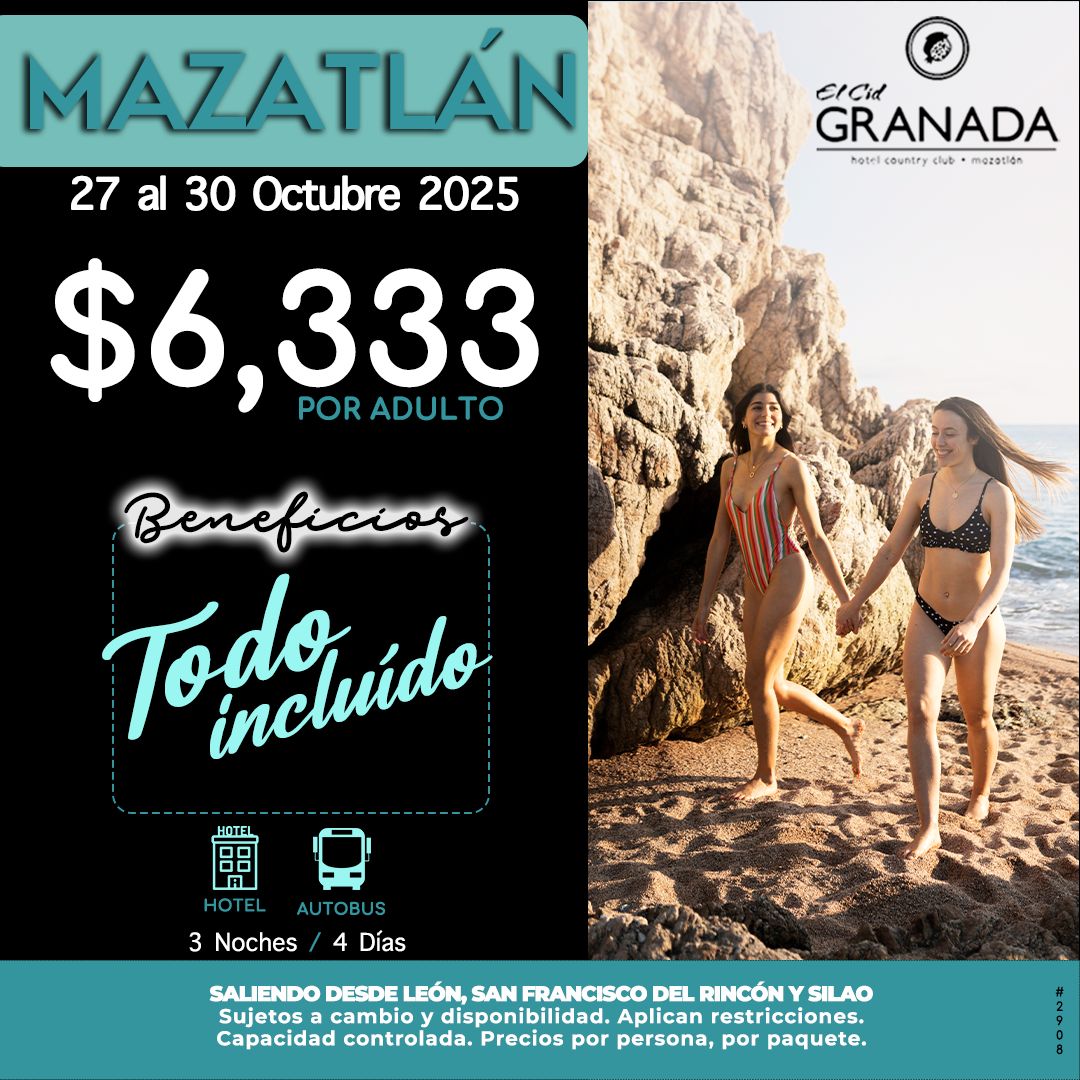 MAZATLÁN
27 al 30 Octubre 2025
$6,333
POR ADULTO
Beneficios
Todo
incluído
HOTEL
HOTEL
AUTOBUS
3 Noches / 4 Días
El Cid
GRANADA
hotel country club • mazatlán
SALIENDO DESDE LEÓN, SAN FRANCISCO DEL RINCÓN Y SILAO
Sujetos a cambio y disponibilidad. Aplican restricciones.
Capacidad controlada. Precios por persona, por paquete.
#2908